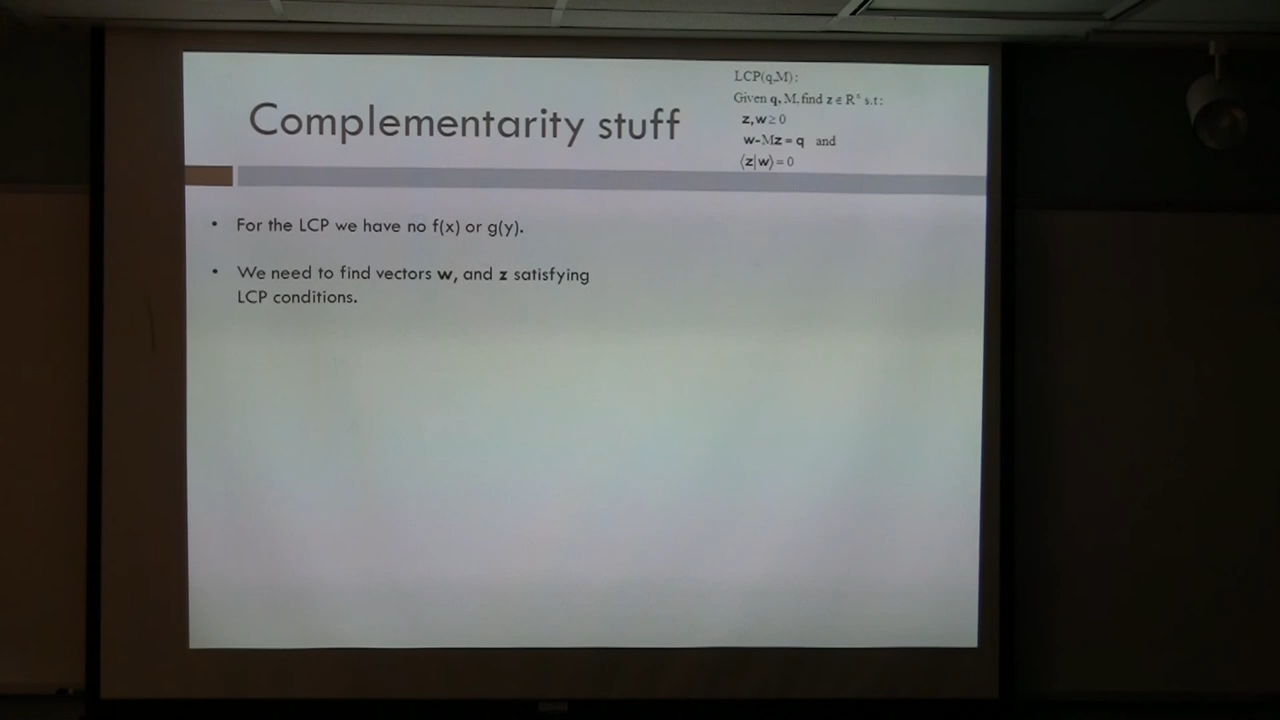 Complementarity stuff
LCP(q,M):
Given q, M, find z ∈ Rⁿ s.t:
z,w ≥ 0
w-Mz = q and
⟨z|w⟩ = 0
• For the LCP we have no f(x) or g(y).
• We need to find vectors w, and z satisfying
LCP conditions.